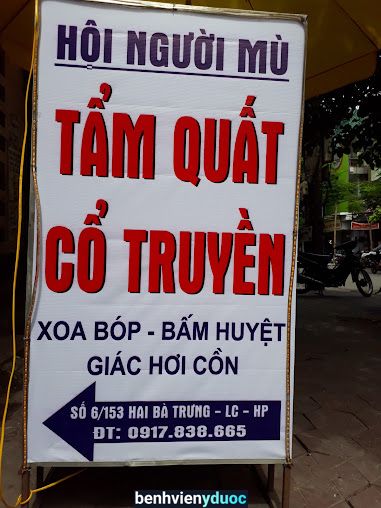 HỘI NGƯỜI MÙ
TẨM QUẤT
CỔ TRUYỀN
XOA BÓP - BẤM HUYỆT
GIÁC HƠI CỒN
SỐ 6/153 HAI BÀ TRƯNG - LC - HP
ĐT: 0917.838.665
benhvienyduoc